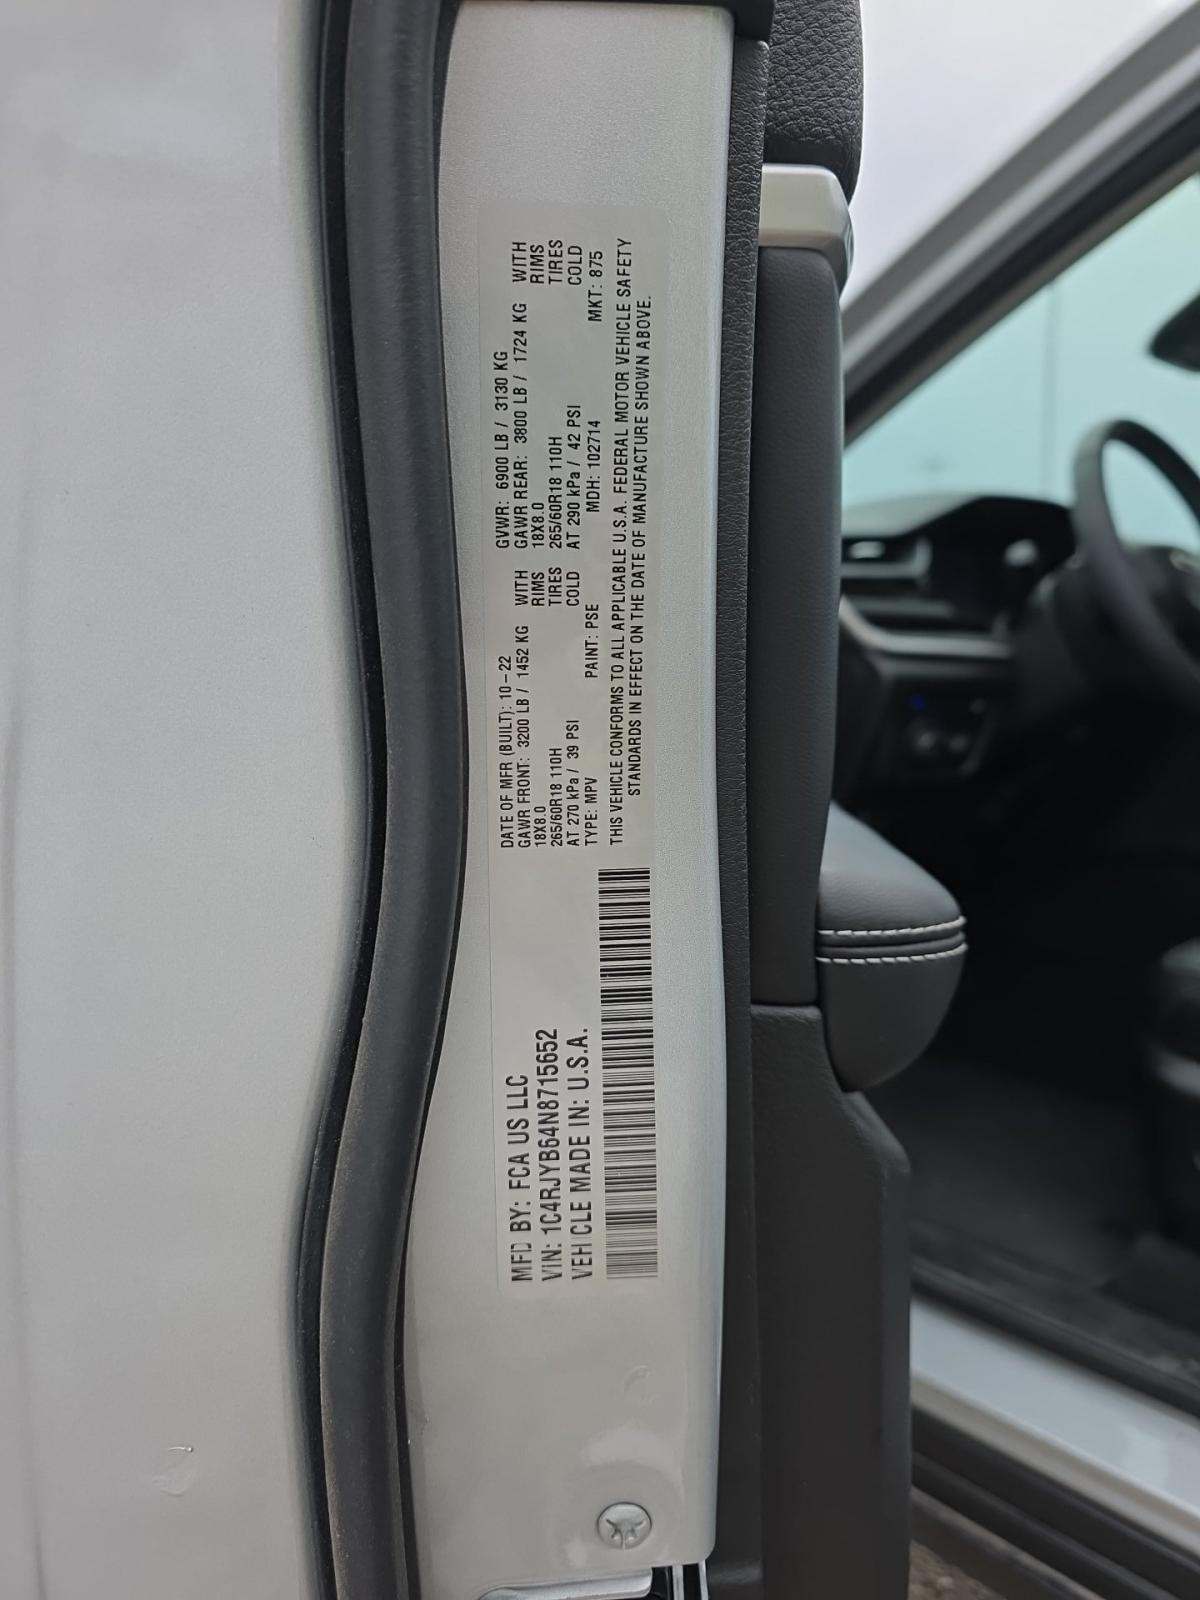 MFD BY: FCA US LLC
VIN: 1C4RJYB64N8715652
VEHICLE MADE IN: U.S.A.
DATE OF MFR (BUILT): 10-22 GVWR: 6900 LB / 3130 KG
GAWR FRONT: 3200 LB / 1452 KG WITH GAWR REAR: 3800 LB / 1724 KG WITH
18X8.0 RIMS 18X8.0 RIMS
265/60R18 110H TIRES 265/60R18 110H TIRES
AT 270 kPa / 39 PSI COLD AT 290 kPa / 42 PSI COLD
TYPE: MPV PAINT: PSE MDH: 102714 MKT: 875
THIS VEHICLE CONFORMS TO ALL APPLICABLE U.S.A. FEDERAL MOTOR VEHICLE SAFETY
STANDARDS IN EFFECT ON THE DATE OF MANUFACTURE SHOWN ABOVE.